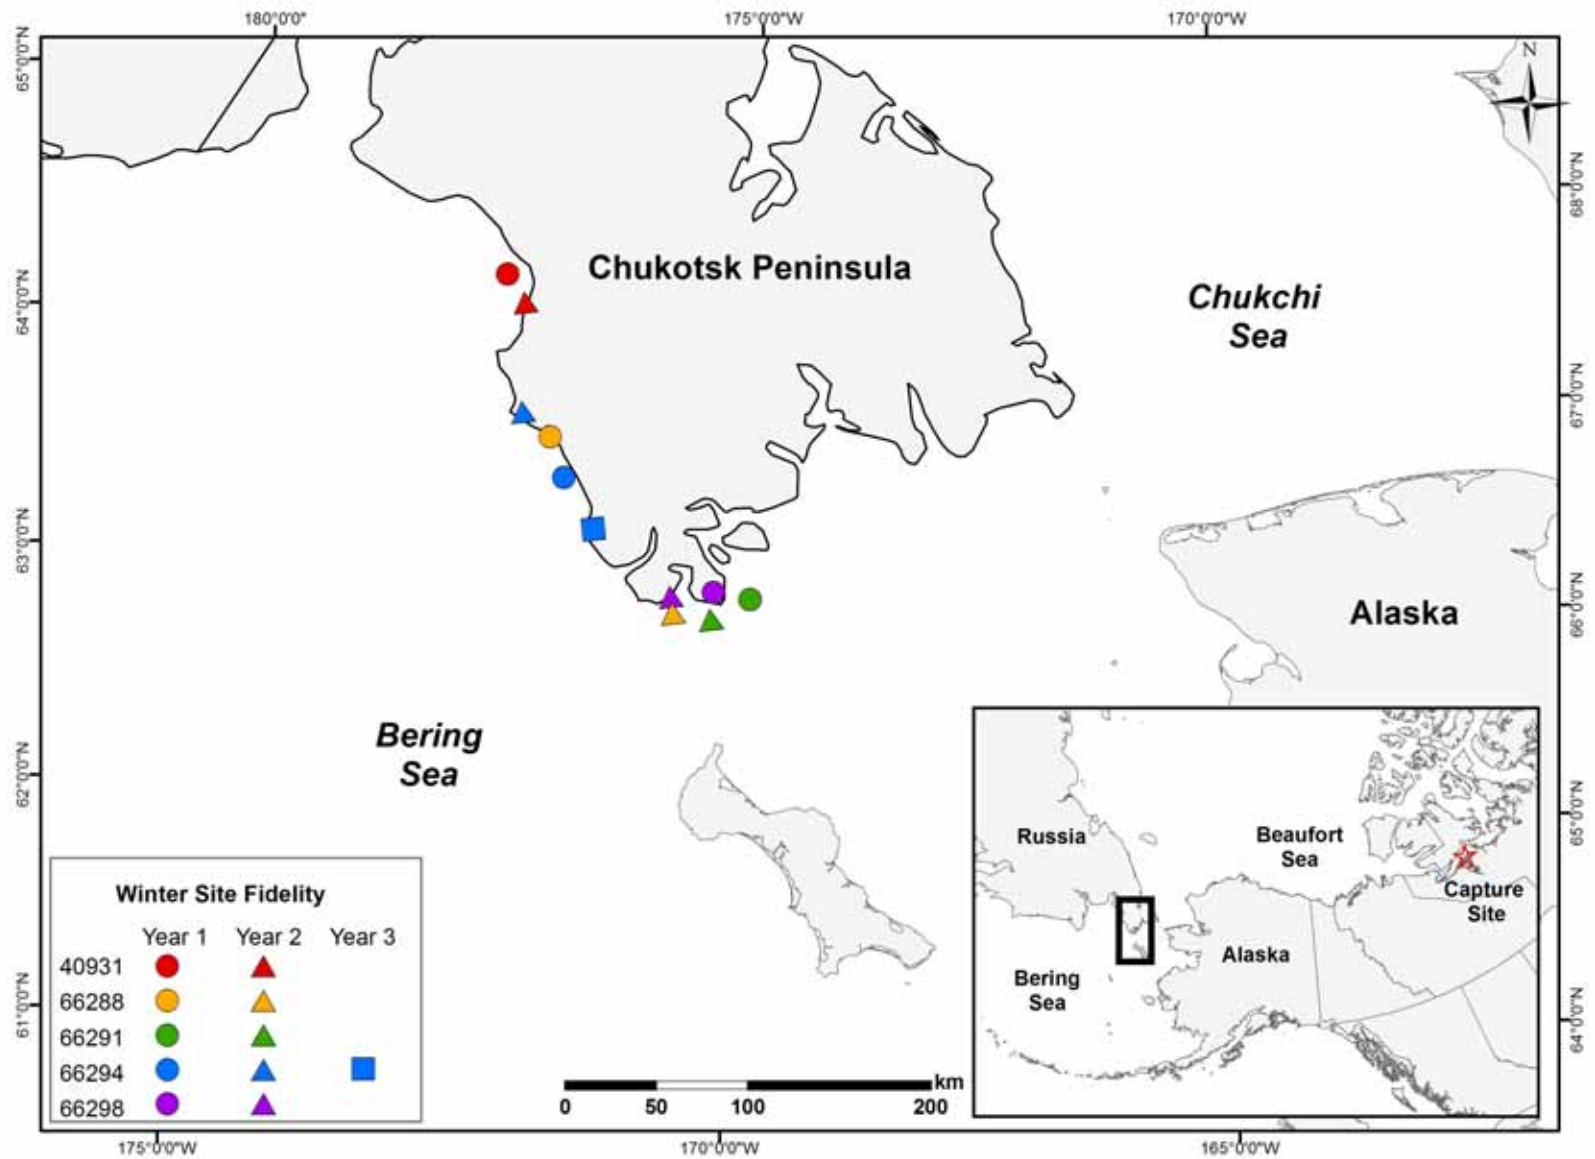 180°0'0"
175°0'0"W
170°0'0"W
65°0'0"N
N
68°0'0"N
Chukotsk Peninsula
Chukchi
Sea
64°0'0"N
67°0'0"N
63°0'0"N
66°0'0"N
Alaska
Bering
Sea
62°0'0"N
65°0'0"N
Russia
Beaufort
Sea
Capture
Site
Alaska
Bering
Sea
61°0'0"N
64°0'0"N
Winter Site Fidelity
Year 1 Year 2 Year 3
40931
66288
66291
66294
66298
km
0 50 100 200
175°0'0"W
170°0'0"W
165°0'0"W